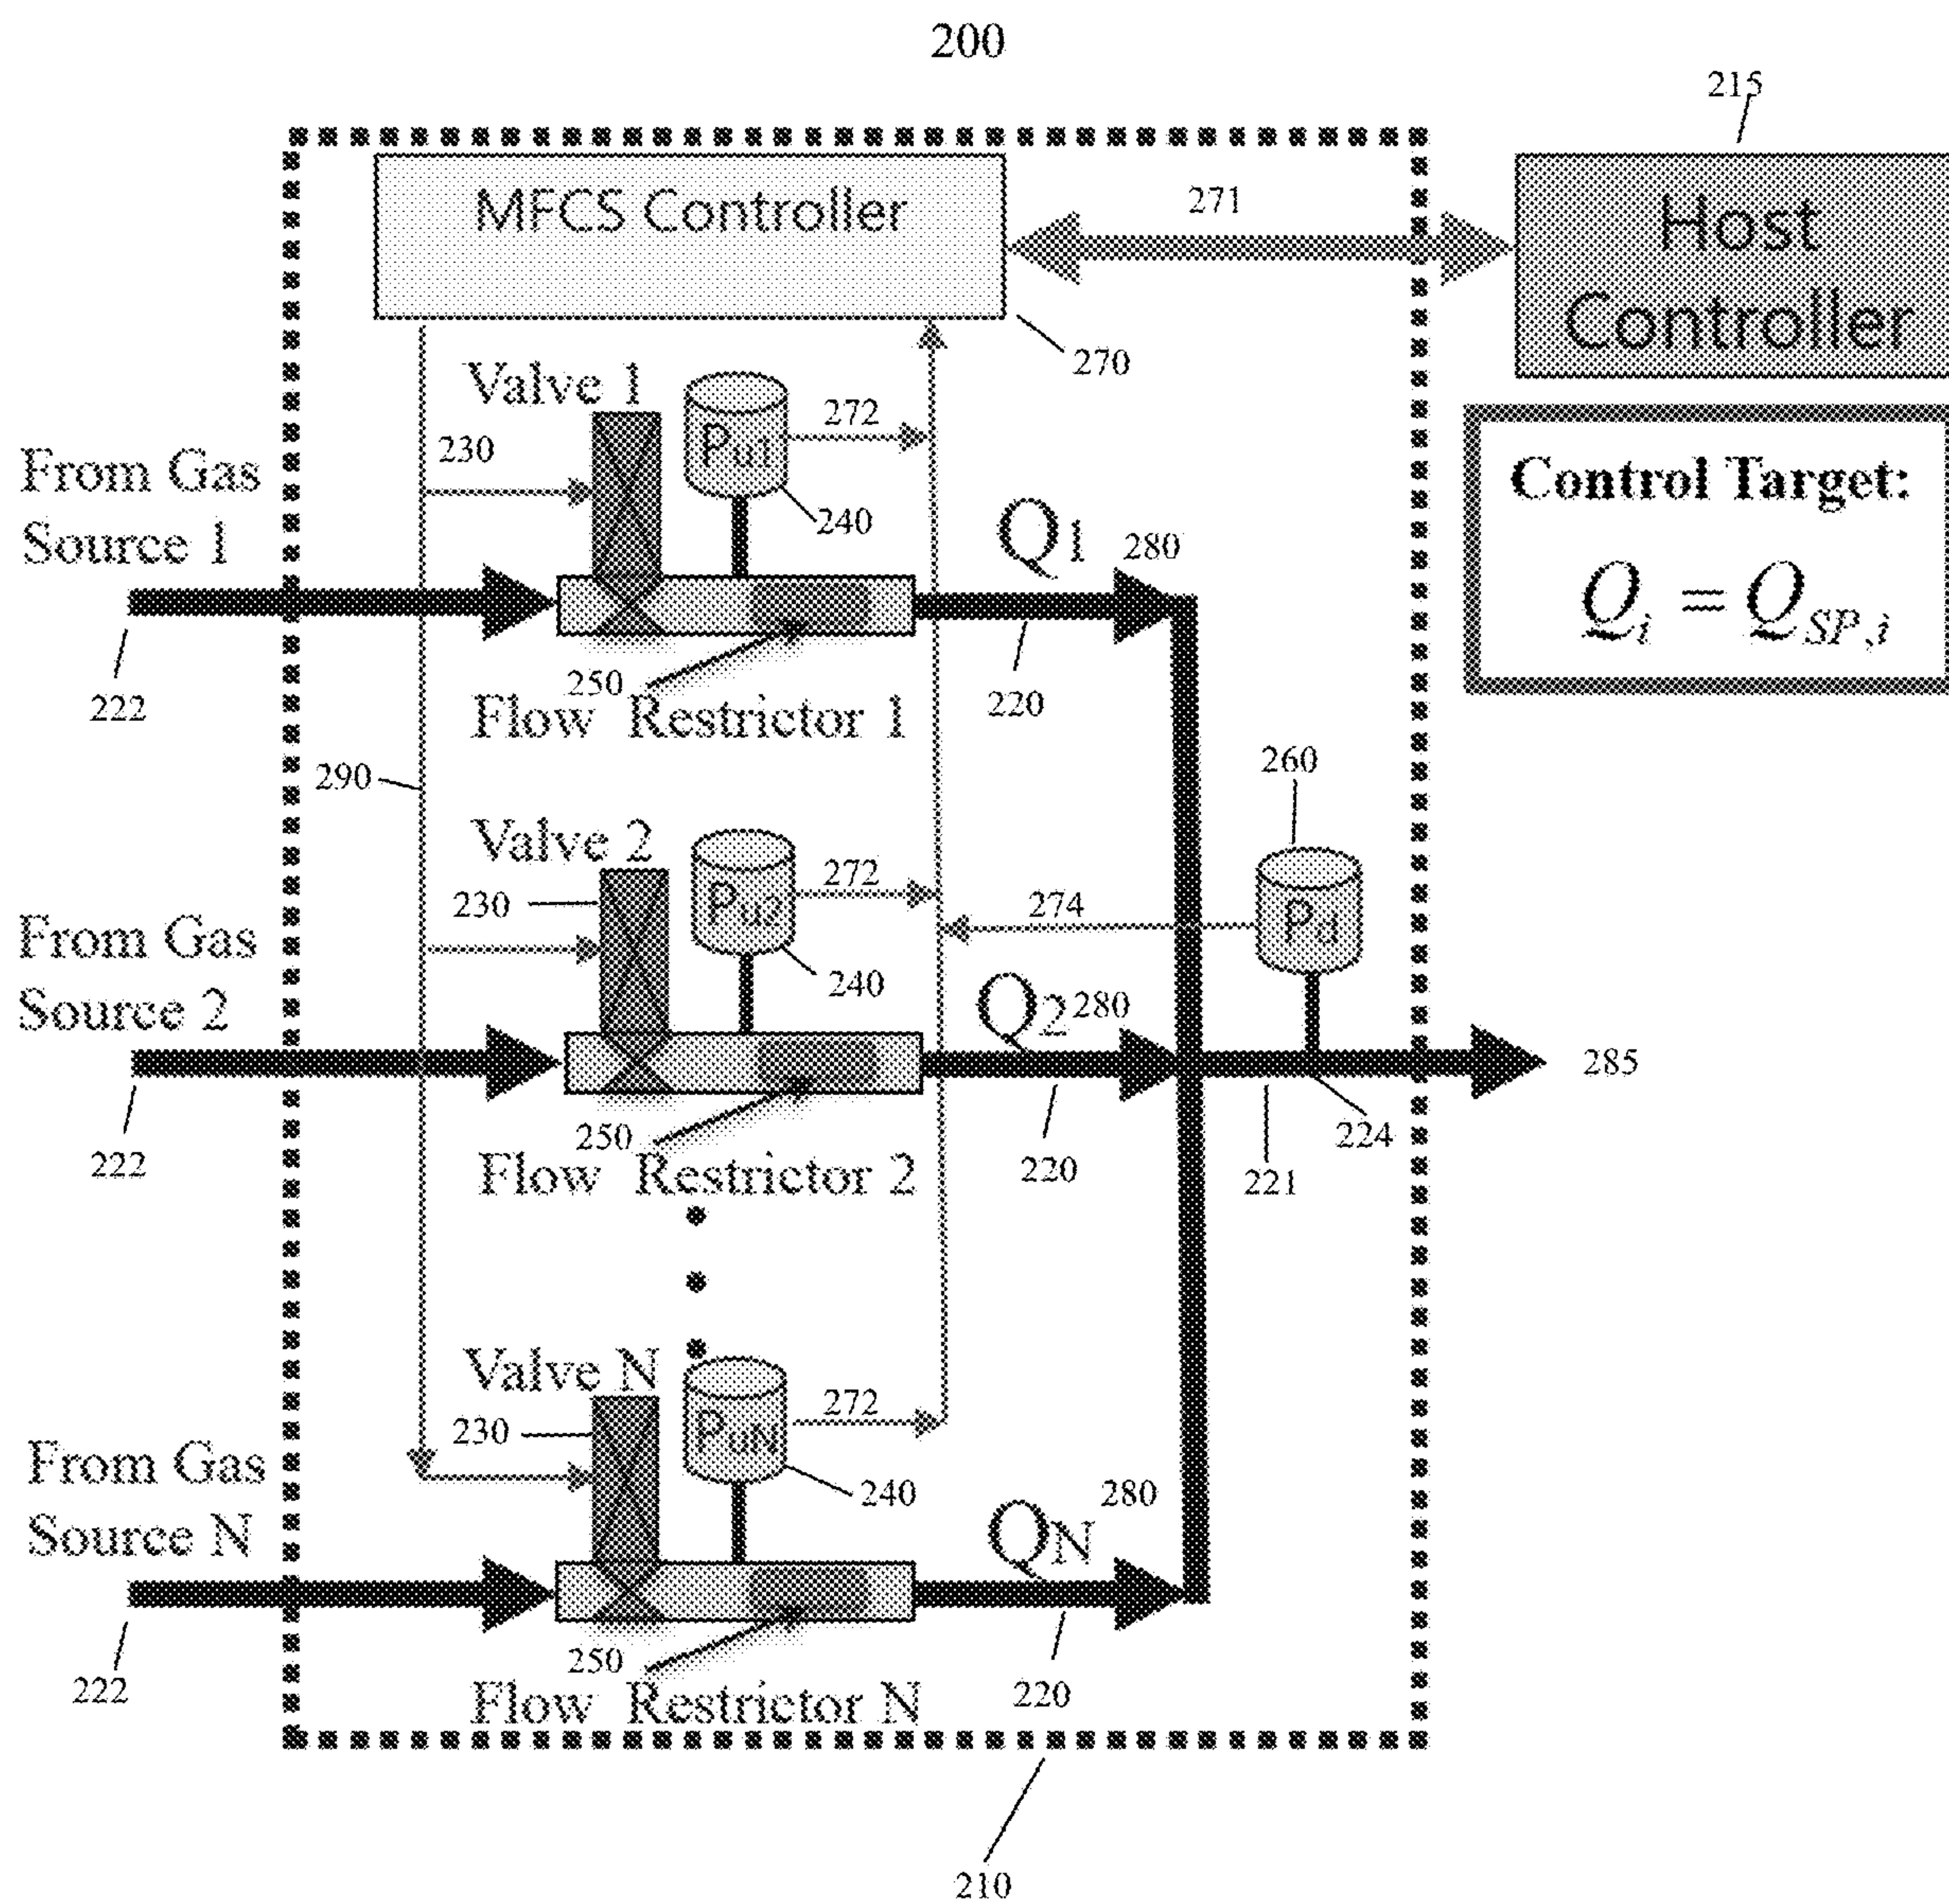 200
215
MFCS Controller
271
Host
Controller
270
Valve 1
Pu1
272
230
240
From Gas
Source 1
Control Target:
Qi = QSP,i
Q1
280
222
250
220
Flow Restrictor 1
290
260
Valve 2
Pu2
272
230
274
Pd
From Gas
Source 2
240
Q2
280
285
222
250
220
221
224
Flow Restrictor 2
Valve N
PuN
272
230
From Gas
Source N
240
QN
280
222
250
220
Flow Restrictor N
210